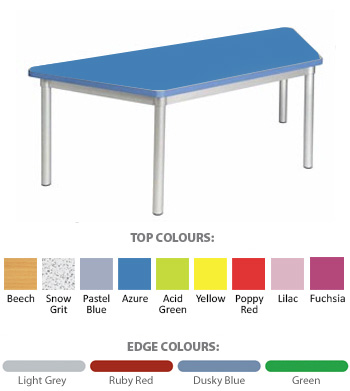 TOP COLOURS:
Beech Snow Grit Pastel Blue Azure Acid Green Yellow Poppy Red Lilac Fuchsia
EDGE COLOURS:
Light Grey Ruby Red Dusky Blue Green